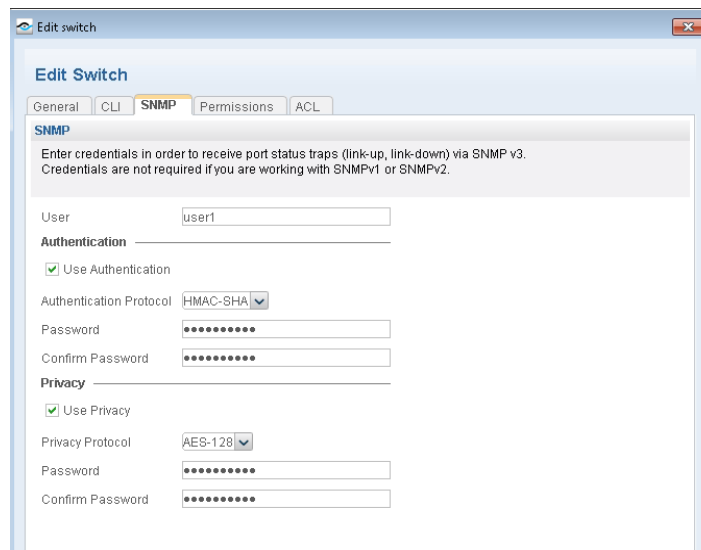 Edit switch
Edit Switch
General CLI SNMP Permissions ACL
SNMP
Enter credentials in order to receive port status traps (link-up, link-down) via SNMP v3.
Credentials are not required if you are working with SNMPv1 or SNMPv2.
User user1
Authentication
Use Authentication
Authentication Protocol HMAC-SHA
Password ••••••••••
Confirm Password ••••••••••
Privacy
Use Privacy
Privacy Protocol AES-128
Password ••••••••••
Confirm Password ••••••••••